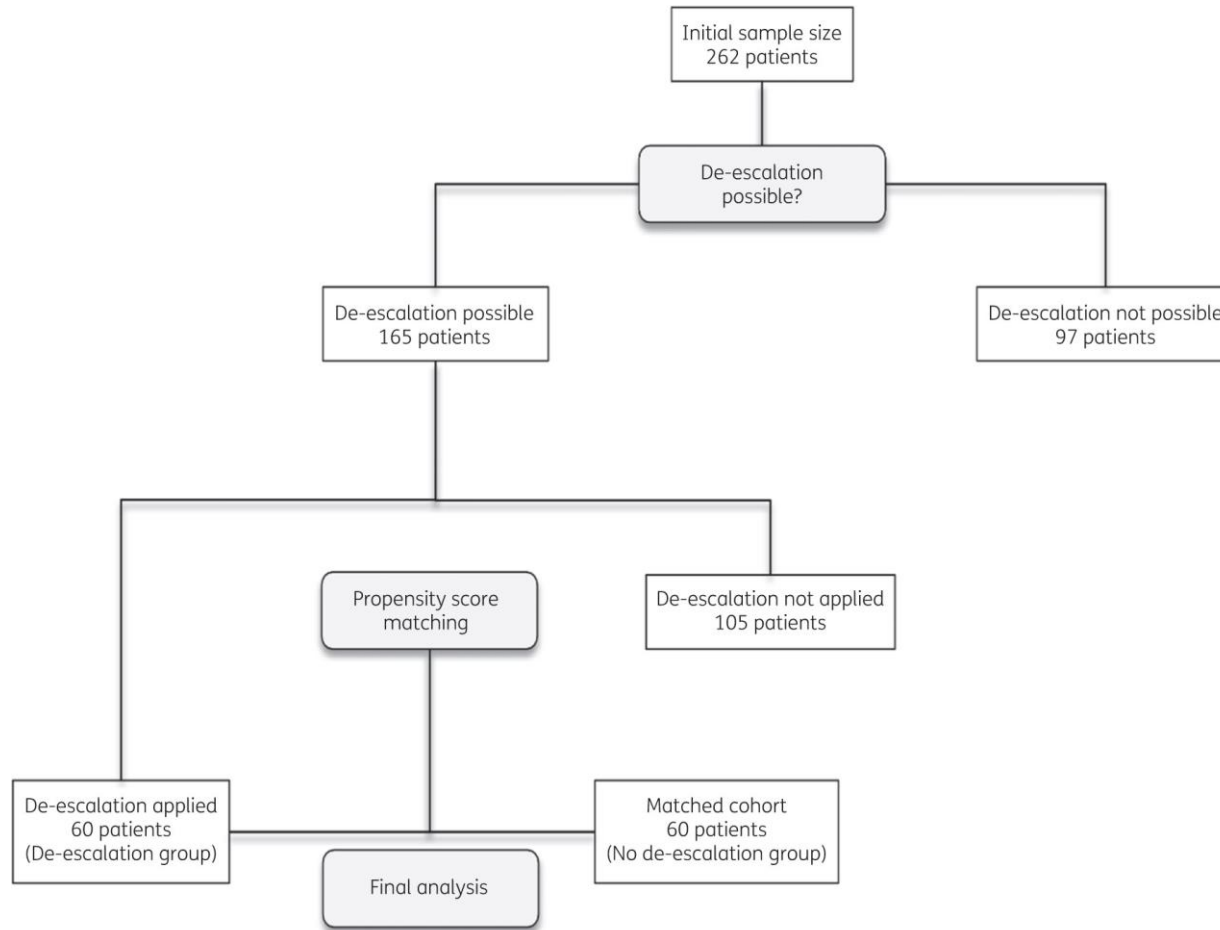 Initial sample size
262 patients
De-escalation
possible?
De-escalation possible
165 patients
De-escalation not possible
97 patients
Propensity score
matching
De-escalation not applied
105 patients
De-escalation applied
60 patients
(De-escalation group)
Matched cohort
60 patients
(No de-escalation group)
Final analysis